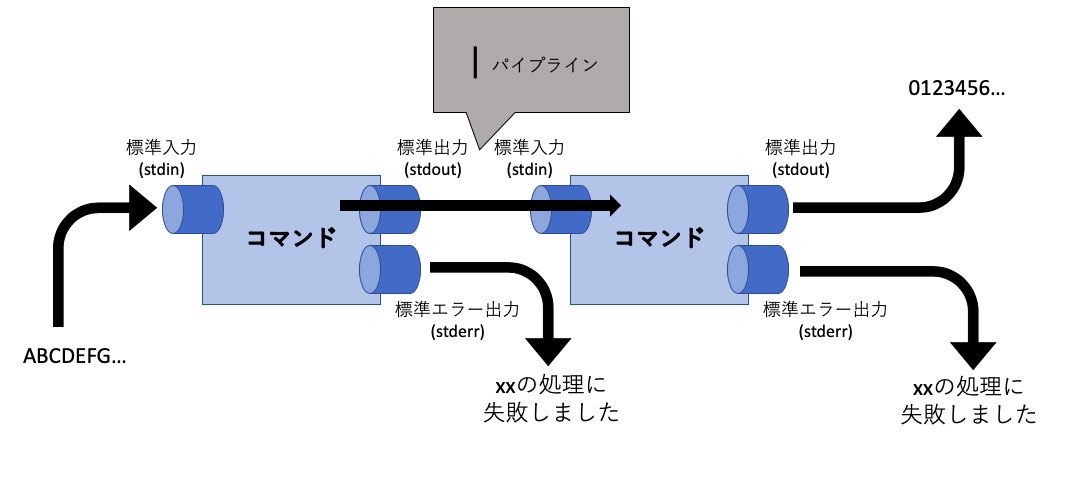 | パイプライン
0123456...
標準入力
(stdin)
標準出力
(stdout)
標準入力
(stdin)
標準出力
(stdout)
コマンド
コマンド
標準エラー出力
(stderr)
標準エラー出力
(stderr)
ABCDEFG...
xxの処理に
失敗しました
xxの処理に
失敗しました